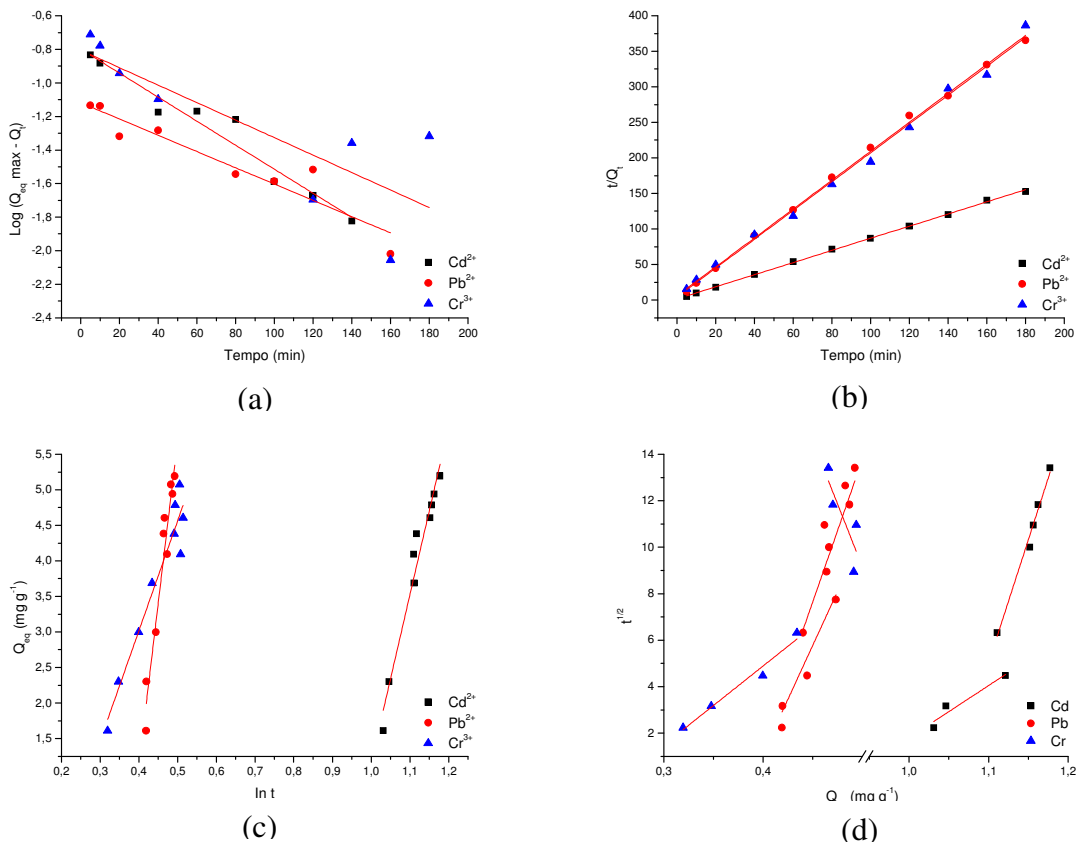 -0,6
-0,8
-1,0
-1,2
-1,4
-1,6
-1,8
-2,0
-2,2
-2,4
Log (Q_eq max - Q_t)
0 20 40 60 80 100 120 140 160 180 200
Tempo (min)
Cd²⁺
Pb²⁺
Cr³⁺
(a)
400
350
300
250
200
150
100
50
0
t/Q_t
0 20 40 60 80 100 120 140 160 180 200
Tempo (min)
Cd²⁺
Pb²⁺
Cr³⁺
(b)
5,5
5,0
4,5
4,0
3,5
3,0
2,5
2,0
1,5
Q_eq (mg g⁻¹)
0,2 0,3 0,4 0,5 0,6 0,7 0,8 0,9 1,0 1,1 1,2
ln t
Cd²⁺
Pb²⁺
Cr³⁺
(c)
14
12
10
8
6
4
2
t^1/2
0,3 0,4 1,0 1,1 1,2
Q (mg g⁻¹)
Cd
Pb
Cr
(d)